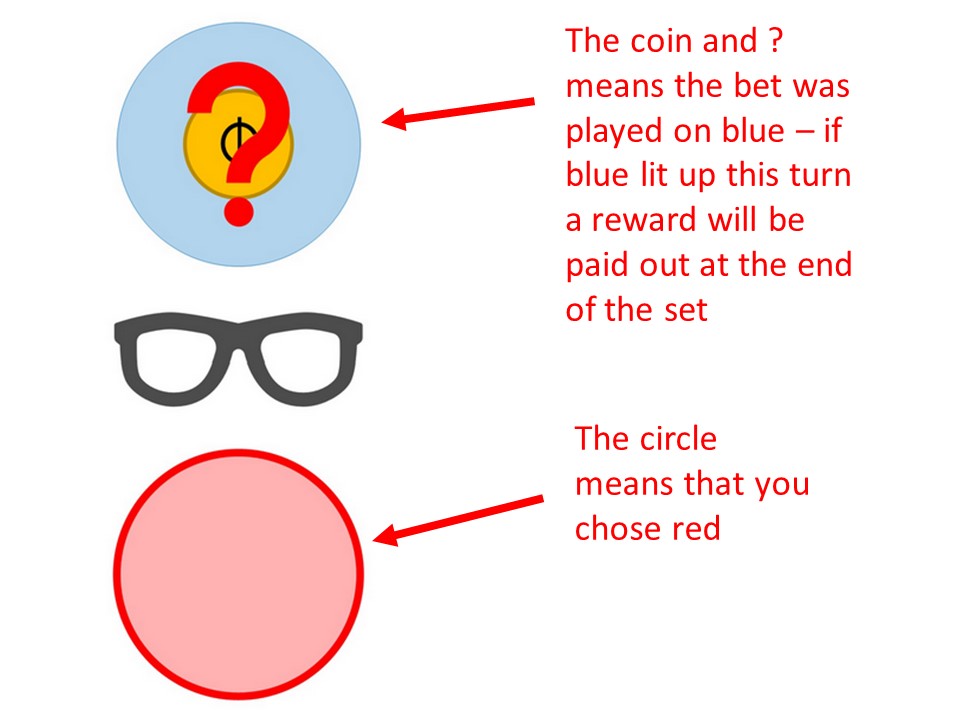 ?
The coin and ?
means the bet was
played on blue – if
blue lit up this turn
a reward will be
paid out at the end
of the set
The circle
means that you
chose red